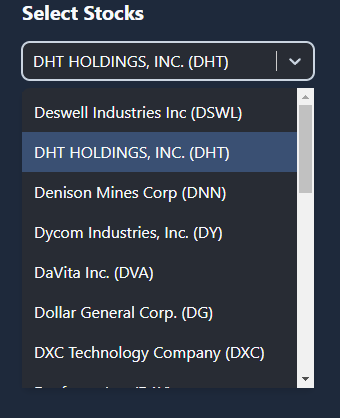 Select Stocks
DHT HOLDINGS, INC. (DHT)
Deswell Industries Inc (DSWL)
DHT HOLDINGS, INC. (DHT)
Denison Mines Corp (DNN)
Dycom Industries, Inc. (DY)
DaVita Inc. (DVA)
Dollar General Corp. (DG)
DXC Technology Company (DXC)